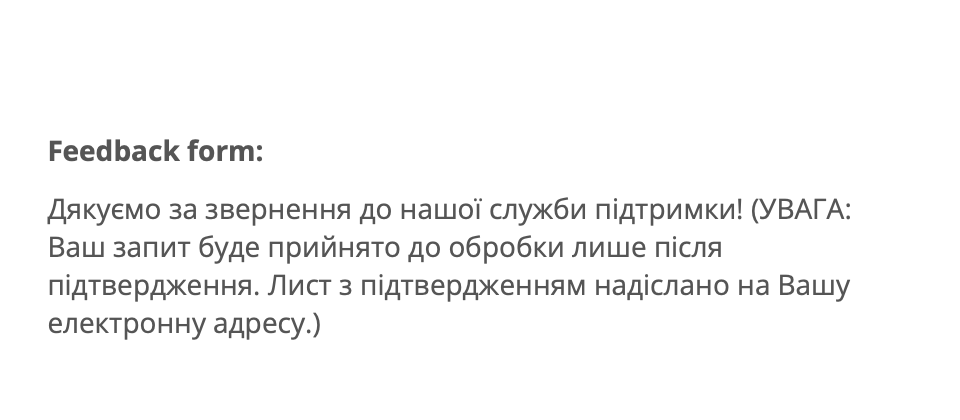 Feedback form:
Дякуємо за звернення до нашої служби підтримки! (УВАГА:
Ваш запит буде прийнято до обробки лише після
підтвердження. Лист з підтвердженням надіслано на Вашу
електронну адресу.)